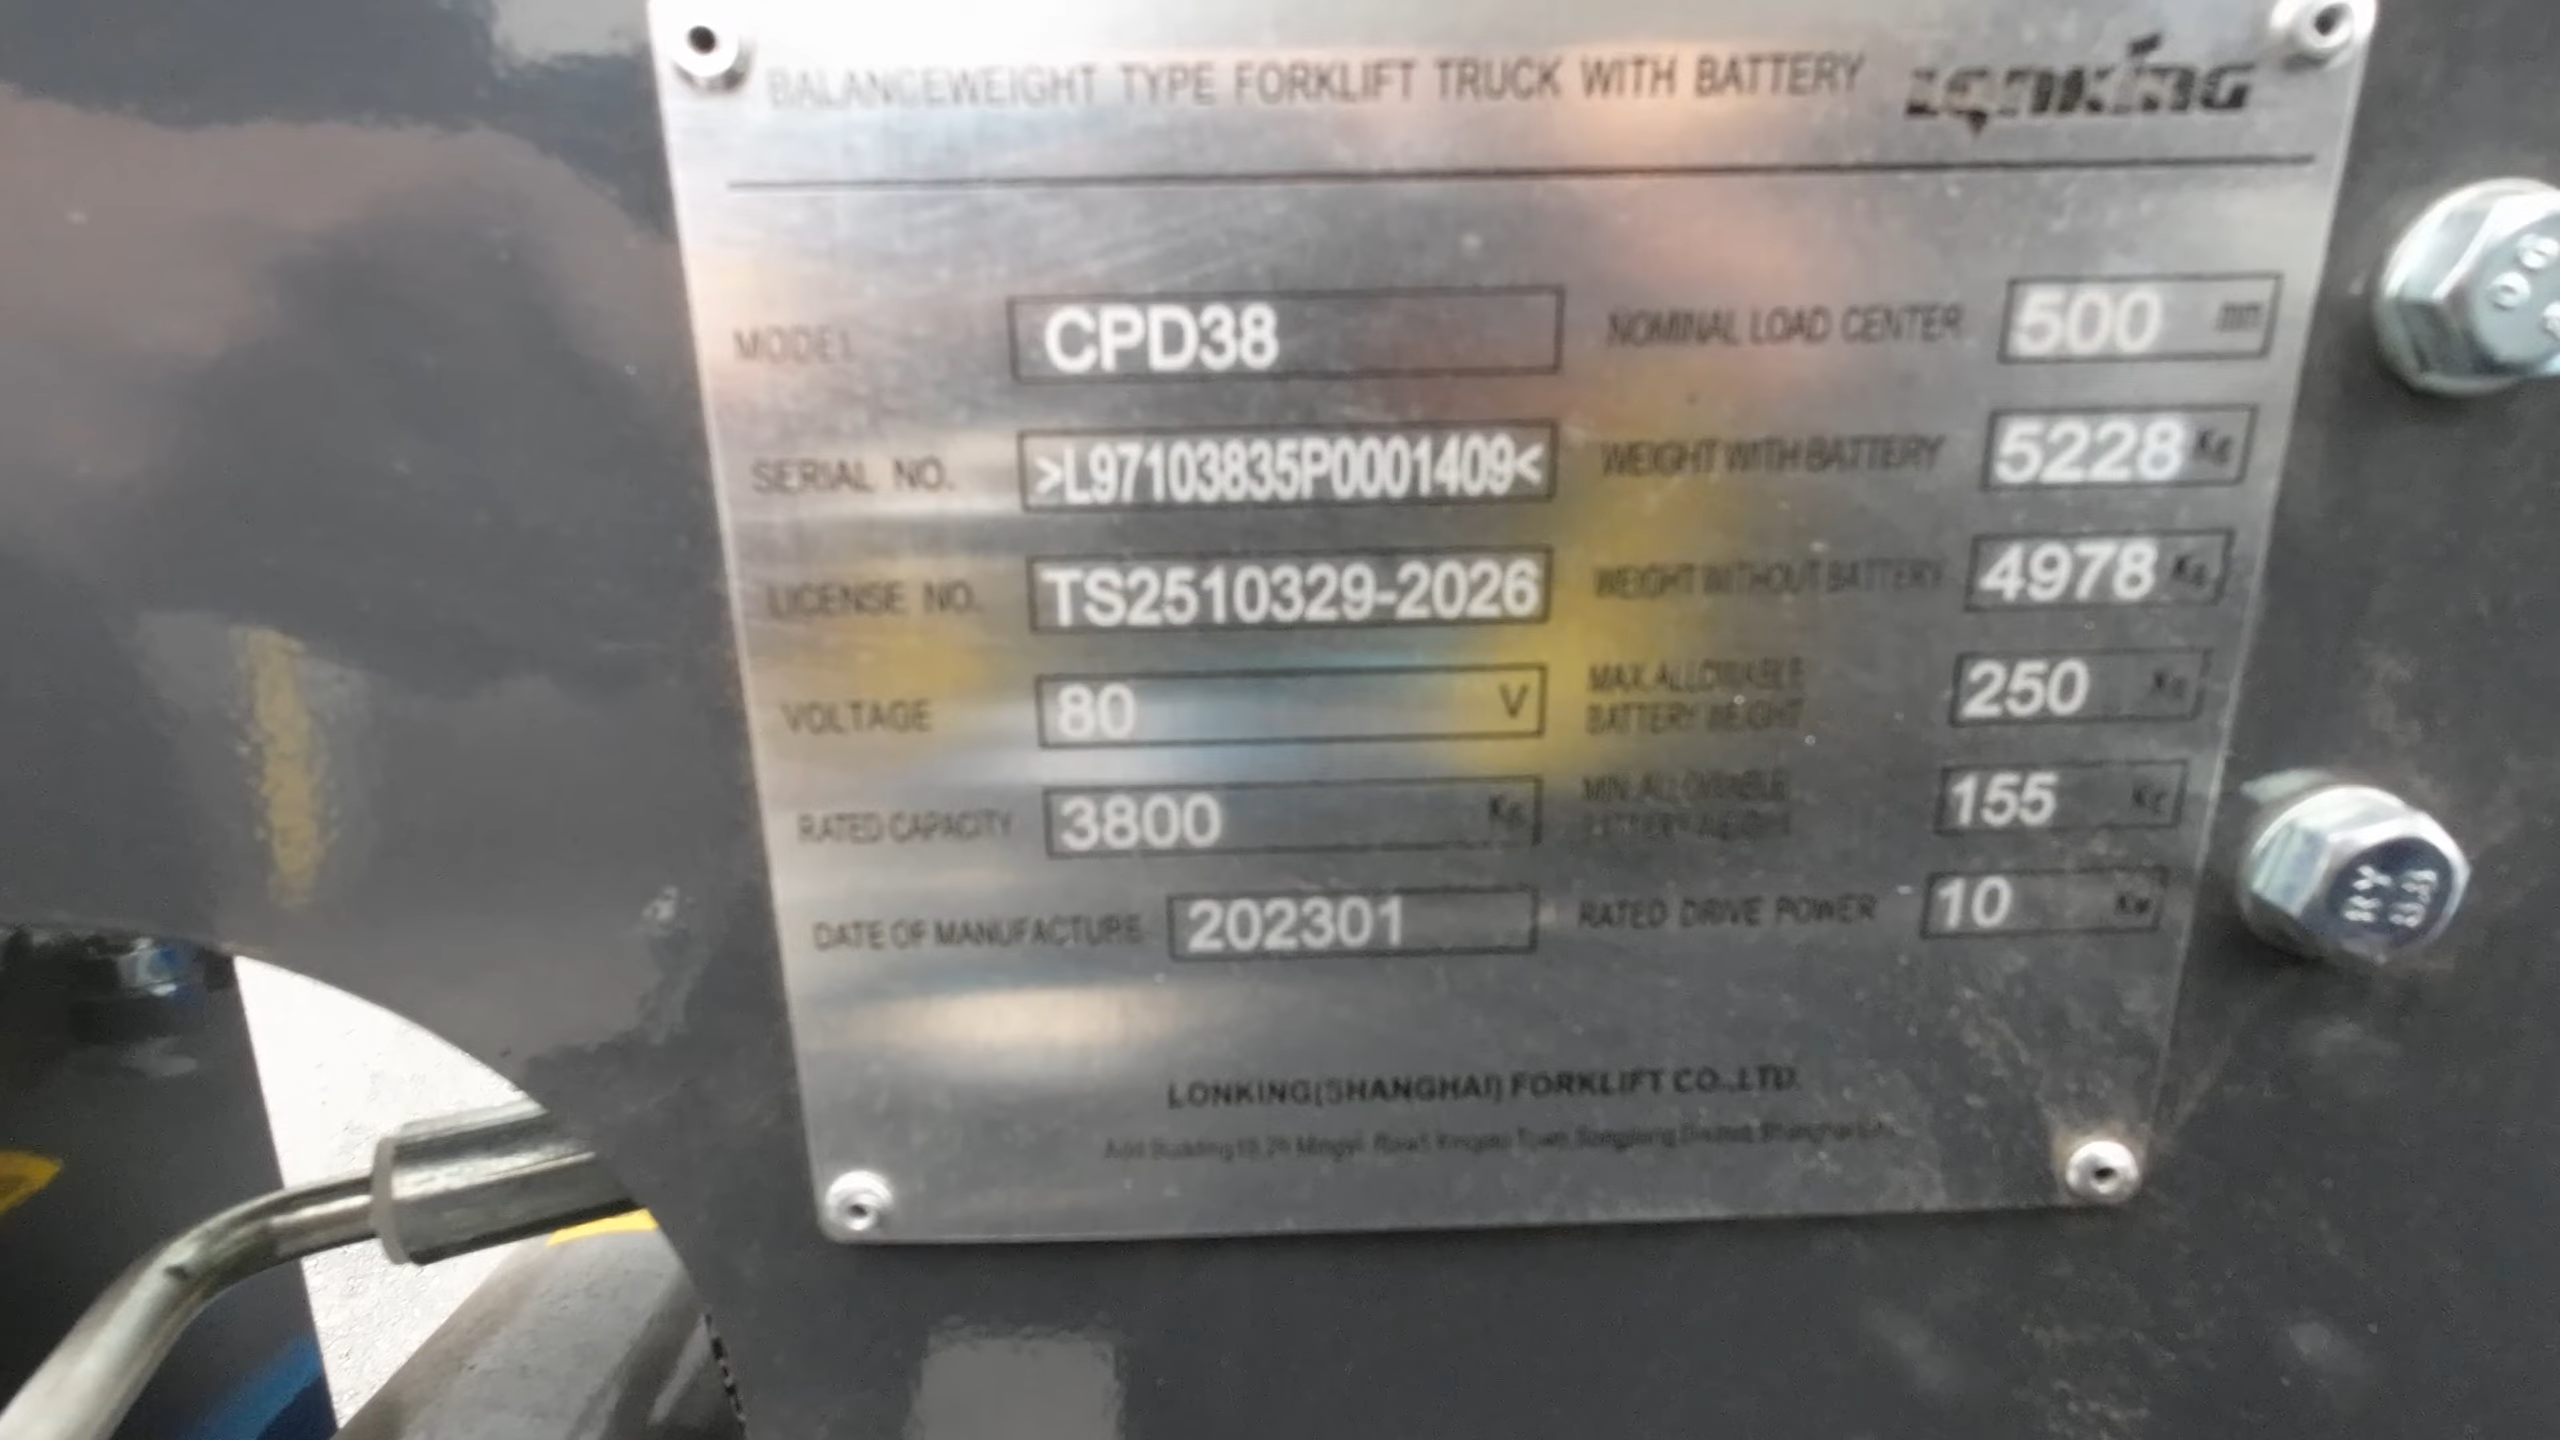 BALANCEWEIGHT TYPE FORKLIFT TRUCK WITH BATTERY LONKING
MODEL CPD38 NOMINAL LOAD CENTER 500 mm
SERIAL NO. >L97103835P0001409< WEIGHT WITH BATTERY 5228 Kg
LICENSE NO. TS2510329-2026 WEIGHT WITHOUT BATTERY 4978 Kg
VOLTAGE 80 V MAX. ALLOWABLE BATTERY WEIGHT 250 Kg
RATED CAPACITY 3800 Kg MIN. ALLOWABLE BATTERY WEIGHT 155 Kg
DATE OF MANUFACTURE 202301 RATED DRIVE POWER 10 Kw
LONKING(SHANGHAI) FORKLIFT CO.,LTD.